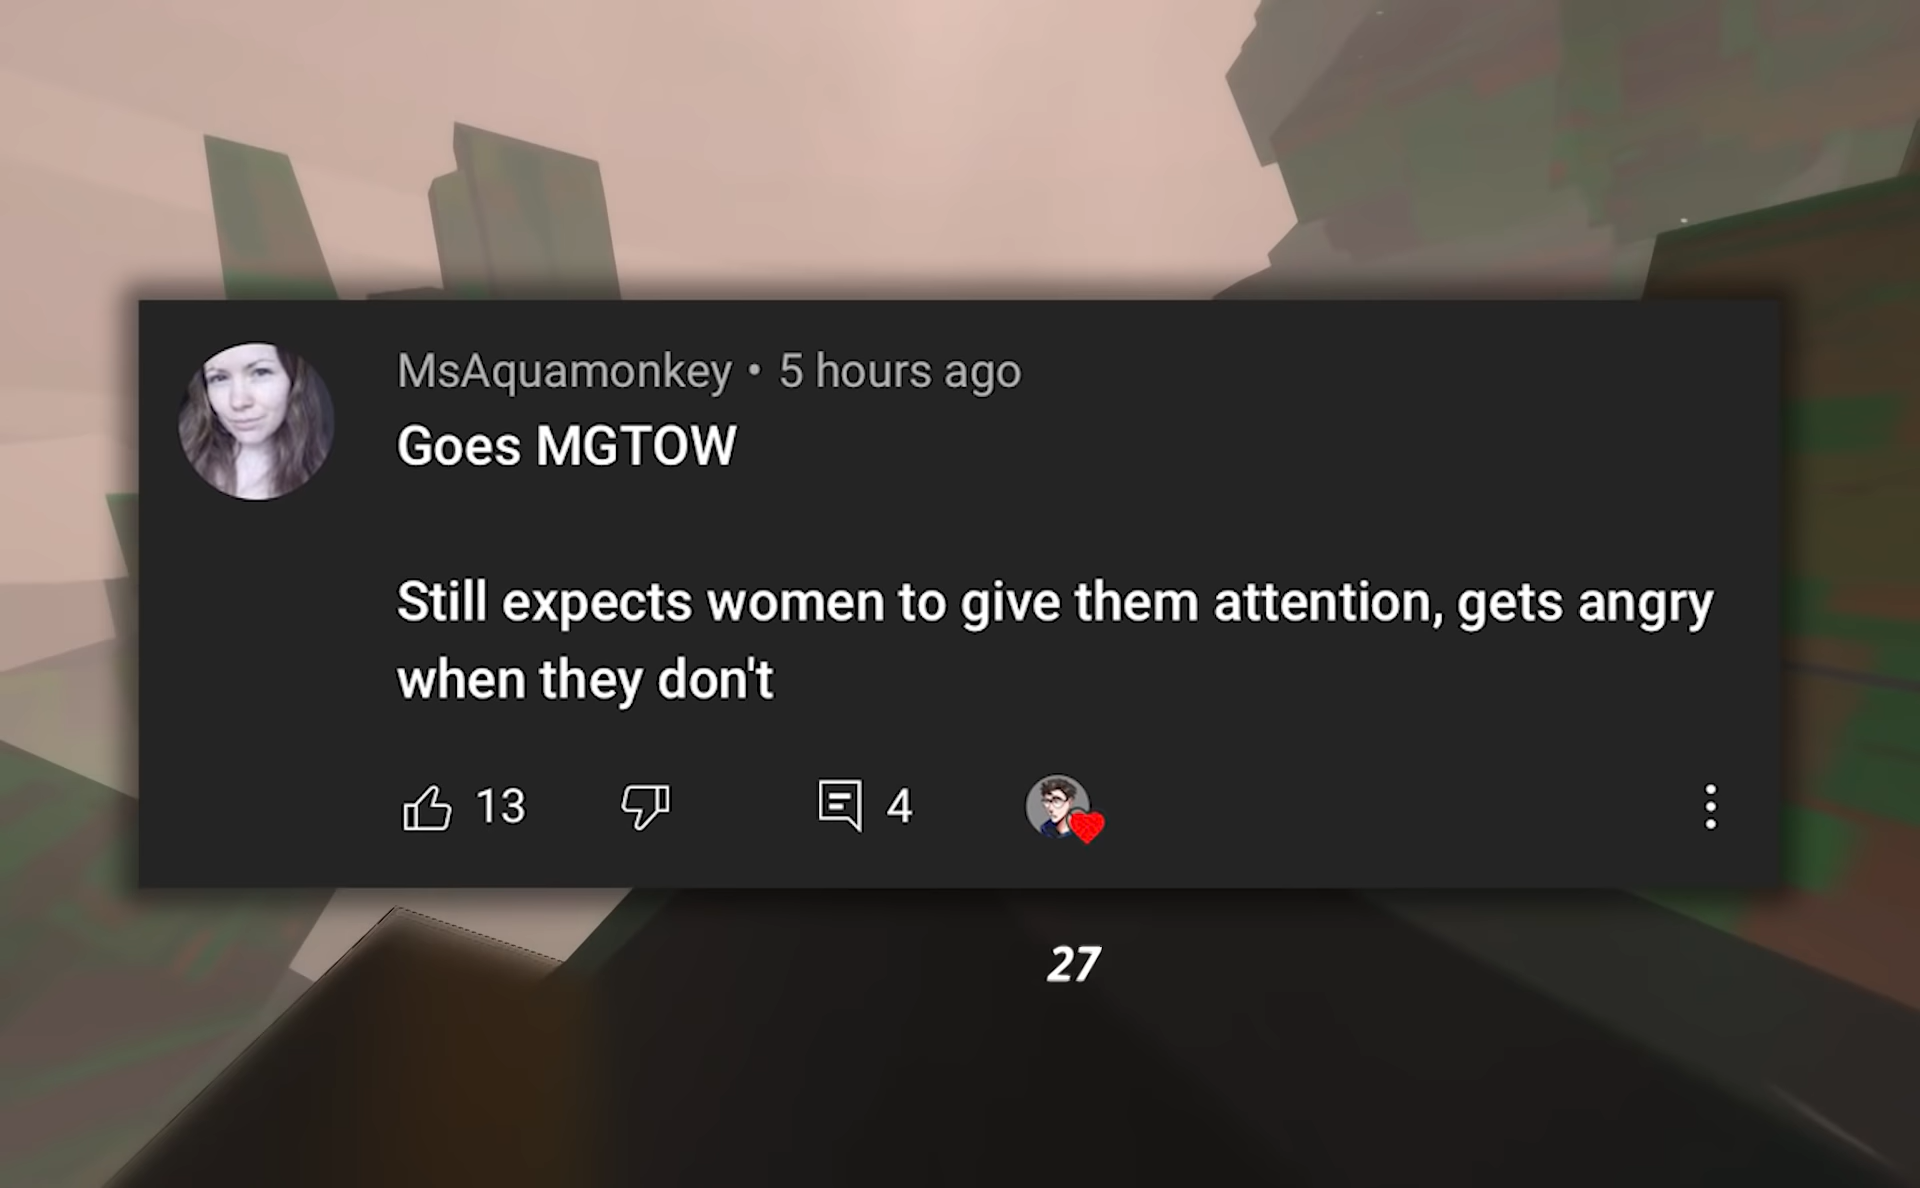 MsAquamonkey • 5 hours ago
Goes MGTOW
Still expects women to give them attention, gets angry
when they don't
13
4
27